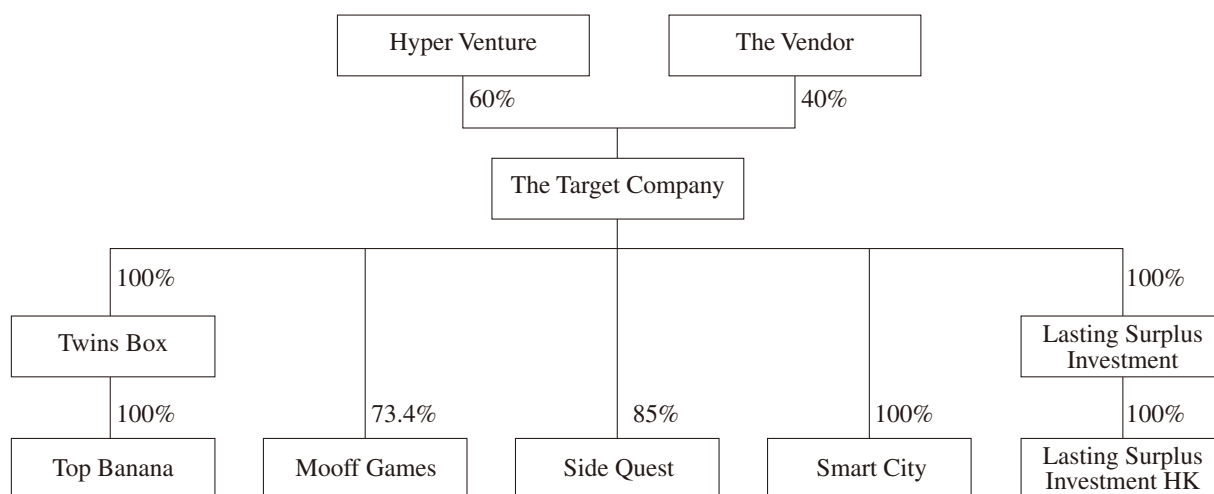 Hyper Venture
The Vendor
60%
40%
The Target Company
100%
100%
Twins Box
Lasting Surplus
Investment
100%
73.4%
85%
100%
100%
Top Banana
Mooff Games
Side Quest
Smart City
Lasting Surplus
Investment HK